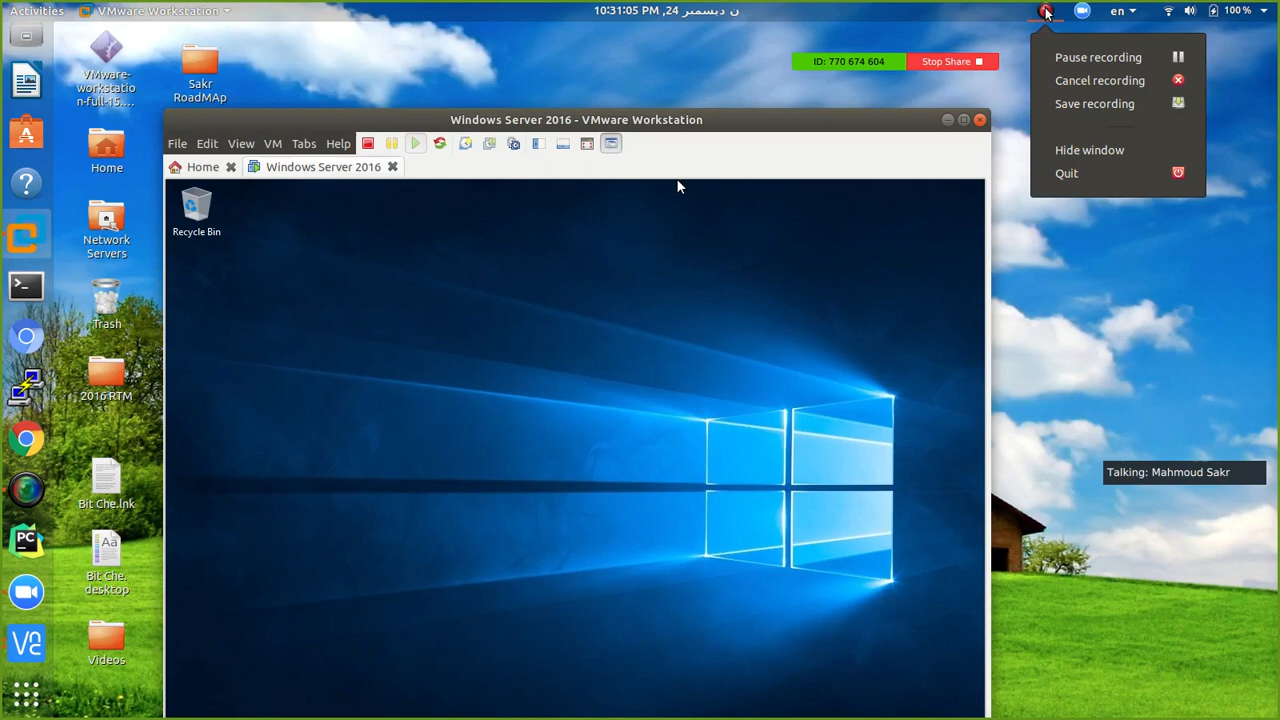 Activities
VMware Workstation
ن ديسمبر 24, 10:31:05 PM
en
100 %
ID: 770 674 604
Stop Share
Pause recording
Cancel recording
Save recording
Hide window
Quit
VMware-
workstatio
n-full-15....
Sakr
RoadMAp
Home
Network
Servers
Trash
2016 RTM
Bit Che.lnk
Bit Che.
desktop
Videos
Windows Server 2016 - VMware Workstation
File Edit View VM Tabs Help
Home
Windows Server 2016
Recycle Bin
Talking: Mahmoud Sakr
PC